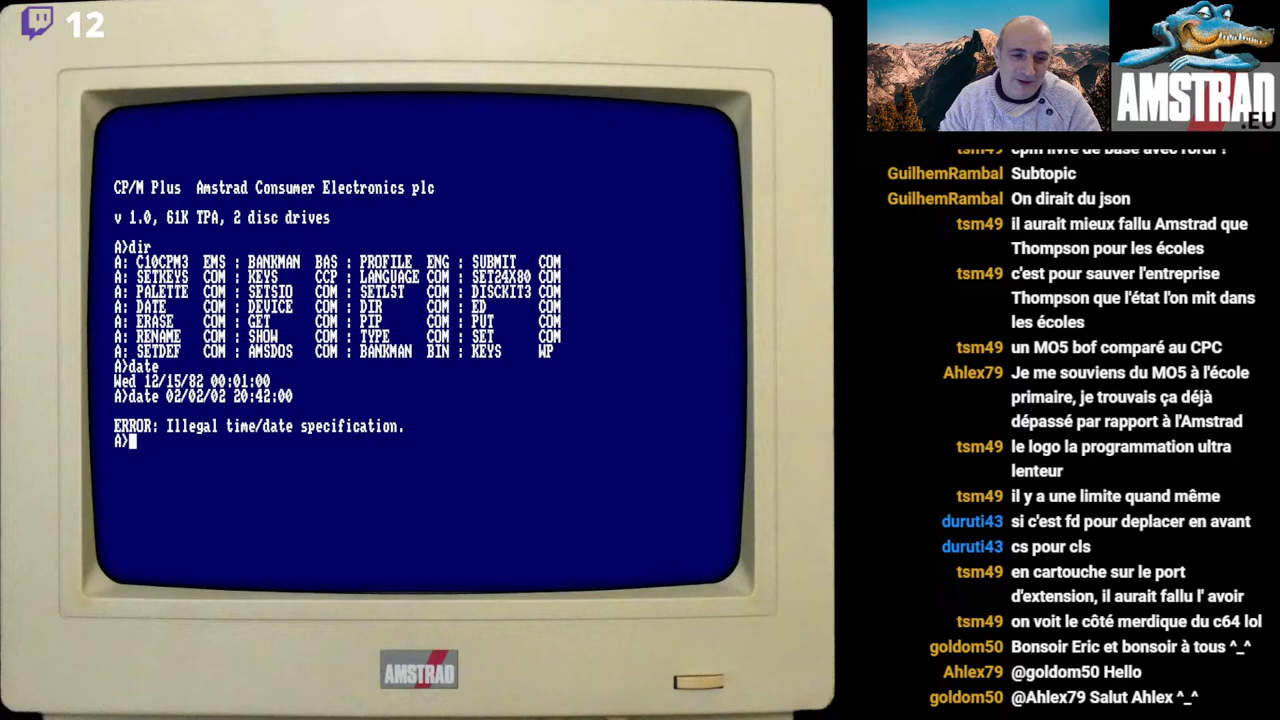 12
CP/M Plus Amstrad Consumer Electronics plc
v 1.0, 61K TPA, 2 disc drives
A>dir
A: C10CPM3 EMS : BANKMAN BAS : PROFILE ENG : SUBMIT COM
A: SETKEYS COM : KEYS CCP : LANGUAGE COM : SET24X80 COM
A: PALETTE COM : SETSIO COM : SETLST COM : DISCKIT3 COM
A: DATE COM : DEVICE COM : DIR COM : ED COM
A: ERASE COM : GET COM : PIP COM : PUT COM
A: RENAME COM : SHOW COM : TYPE COM : SET COM
A: SETDEF COM : AMSDOS COM : BANKMAN BIN : KEYS WP
A>date
Wed 12/15/82 00:01:00
A>date 02/02/02 20:42:00
ERROR: Illegal time/date specification.
A>
AMSTRAD
AMSTRAD
.EU
tsm49 cpm livré de base avec l'ordi ?
GuilhemRambal Subtopic
GuilhemRambal On dirait du json
tsm49 il aurait mieux fallu Amstrad que
Thompson pour les écoles
tsm49 c'est pour sauver l'entreprise
Thompson que l'état l'on mit dans
les écoles
tsm49 un MO5 bof comparé au CPC
Ahlex79 Je me souviens du MO5 à l'école
primaire, je trouvais ça déjà
dépassé par rapport à l'Amstrad
tsm49 le logo la programmation ultra
lenteur
tsm49 il y a une limite quand même
duruti43 si c'est fd pour deplacer en avant
duruti43 cs pour cls
tsm49 en cartouche sur le port
d'extension, il aurait fallu l' avoir
tsm49 on voit le côté merdique du c64 lol
goldom50 Bonsoir Eric et bonsoir à tous ^_^
Ahlex79 @goldom50 Hello
goldom50 @Ahlex79 Salut Ahlex ^_^